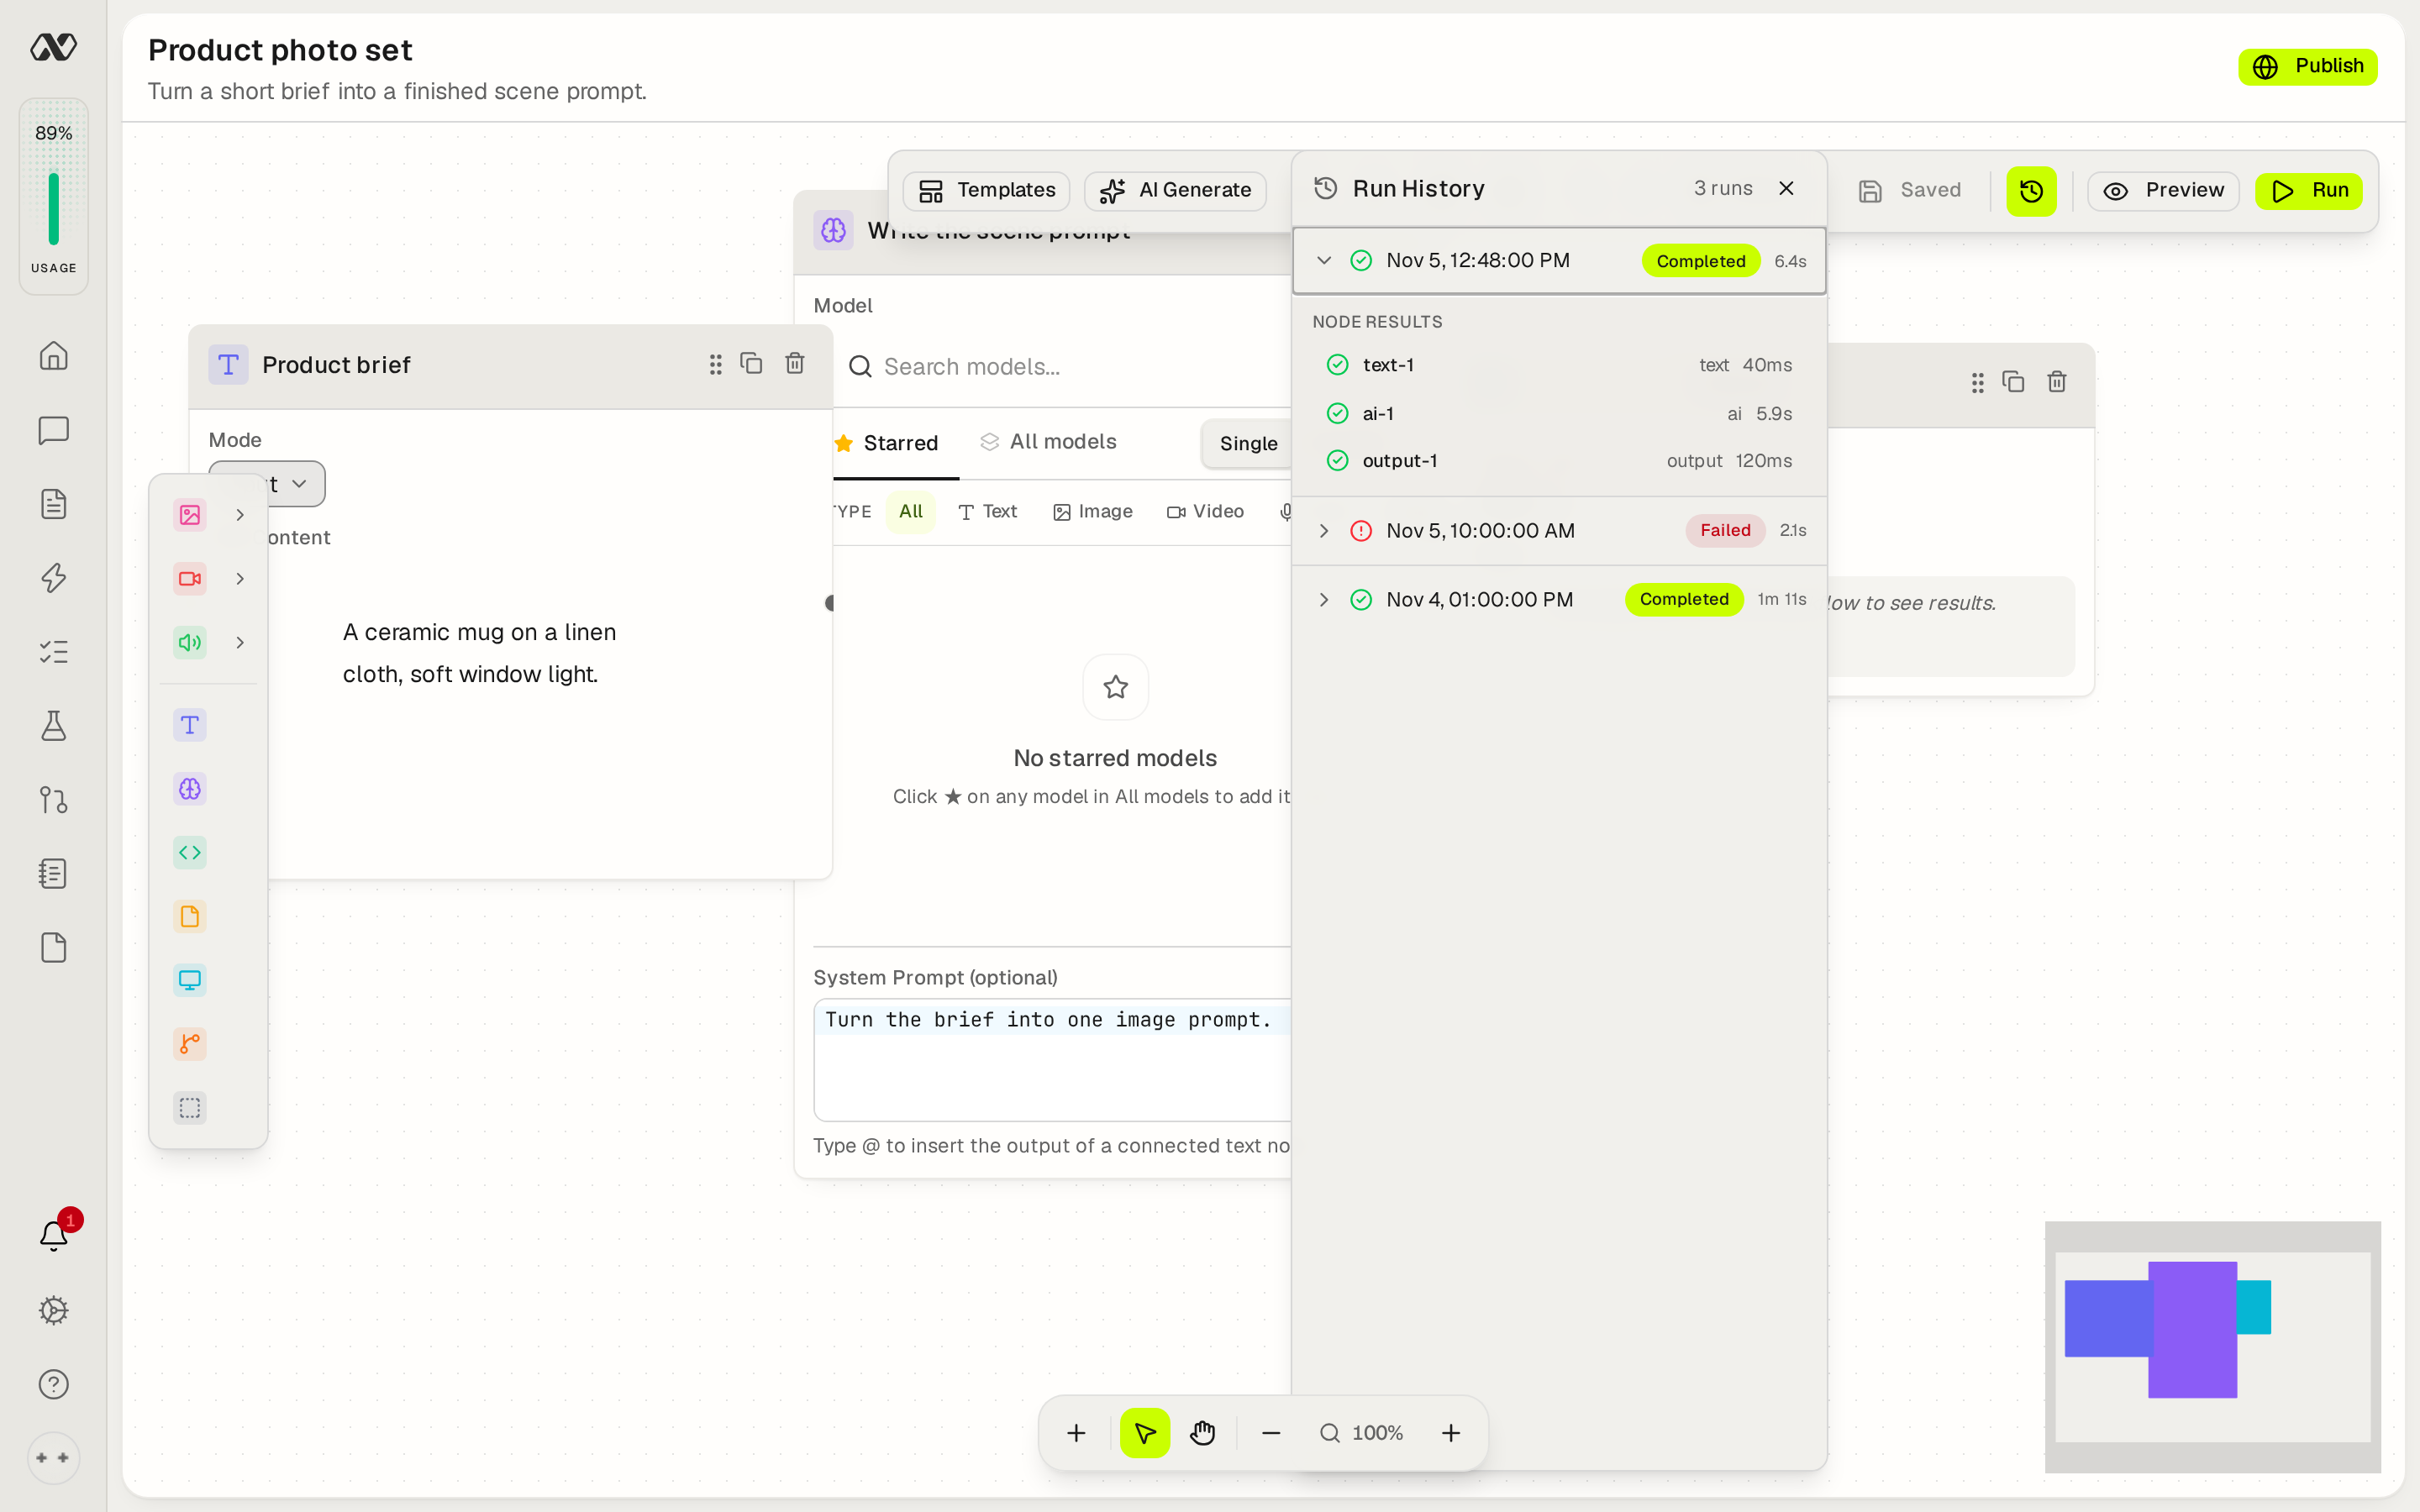 Product photo set
Turn a short brief into a finished scene prompt.
Publish
89%
USAGE
Templates
AI Generate
Run History
3 runs
Saved
Preview
Run
Write the scene prompt
Nov 5, 12:48:00 PM
Completed
6.4s
Model
NODE RESULTS
Product brief
Search models...
text-1
text 40ms
ai-1
ai 5.9s
output-1
output 120ms
Mode
Starred
All models
Single
TYPE
All
Text
Image
Video
Content
Nov 5, 10:00:00 AM
Failed
2.1s
Nov 4, 01:00:00 PM
Completed
1m 11s
to see results.
A ceramic mug on a linen
cloth, soft window light.
No starred models
Click ★ on any model in All models to add it
System Prompt (optional)
Turn the brief into one image prompt.
Type @ to insert the output of a connected text
1
100%